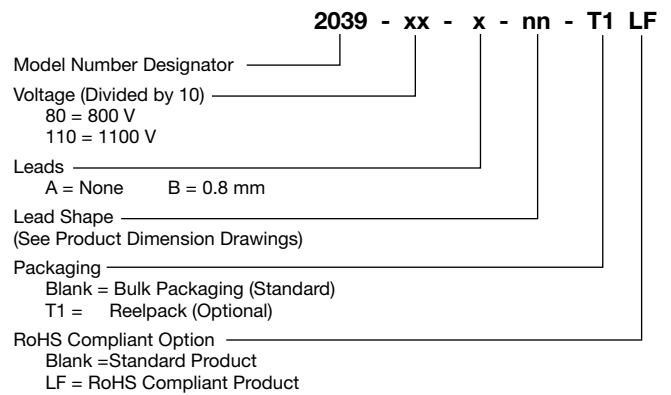 2039 - xx - x - nn - T1 LF
Model Number Designator
Voltage (Divided by 10)
80 = 800 V
110 = 1100 V
Leads
A = None B = 0.8 mm
Lead Shape
(See Product Dimension Drawings)
Packaging
Blank = Bulk Packaging (Standard)
T1 = Reelpack (Optional)
RoHS Compliant Option
Blank =Standard Product
LF = RoHS Compliant Product